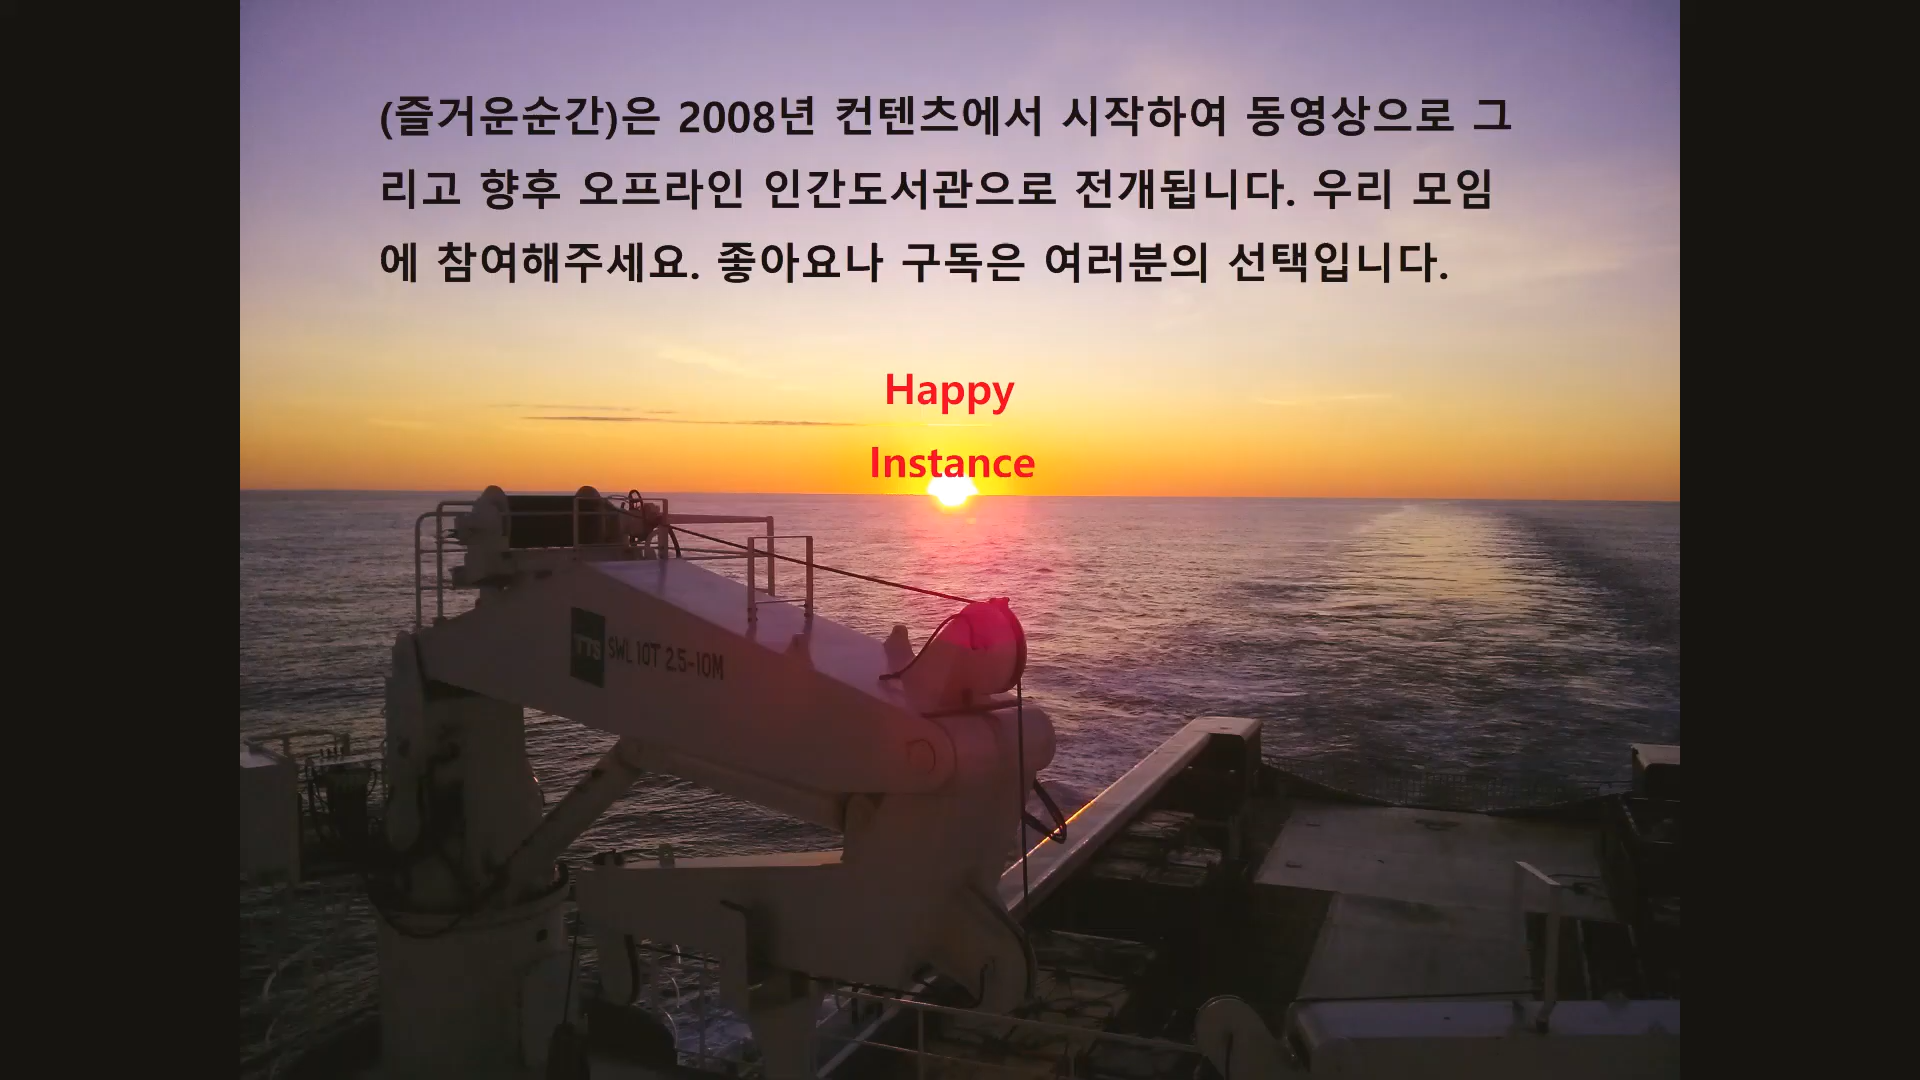 (즐거운순간)은 2008년 컨텐츠에서 시작하여 동영상으로 그
리고 향후 오프라인 인간도서관으로 전개됩니다. 우리 모임
에 참여해주세요. 좋아요나 구독은 여러분의 선택입니다.
Happy
Instance
TTS SWL 10T 2.5-10M